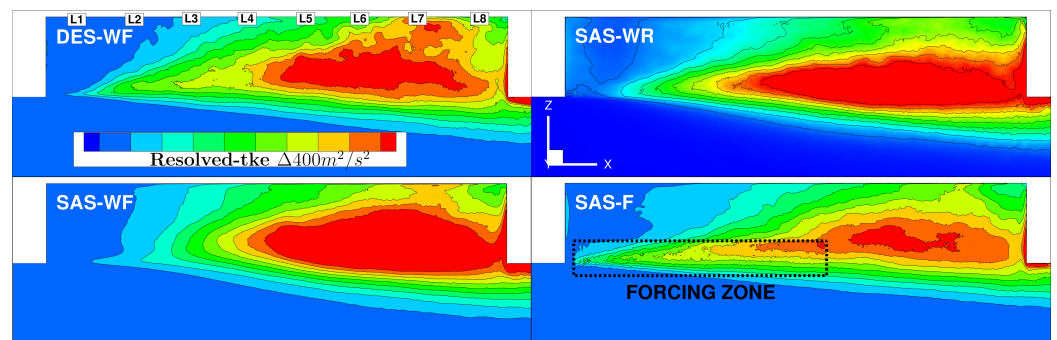 L1 L2 L3 L4 L5 L6 L7 L8
DES-WF
SAS-WR
Resolved-tke Δ400m²/s²
Z
Y X
SAS-WF
SAS-F
FORCING ZONE